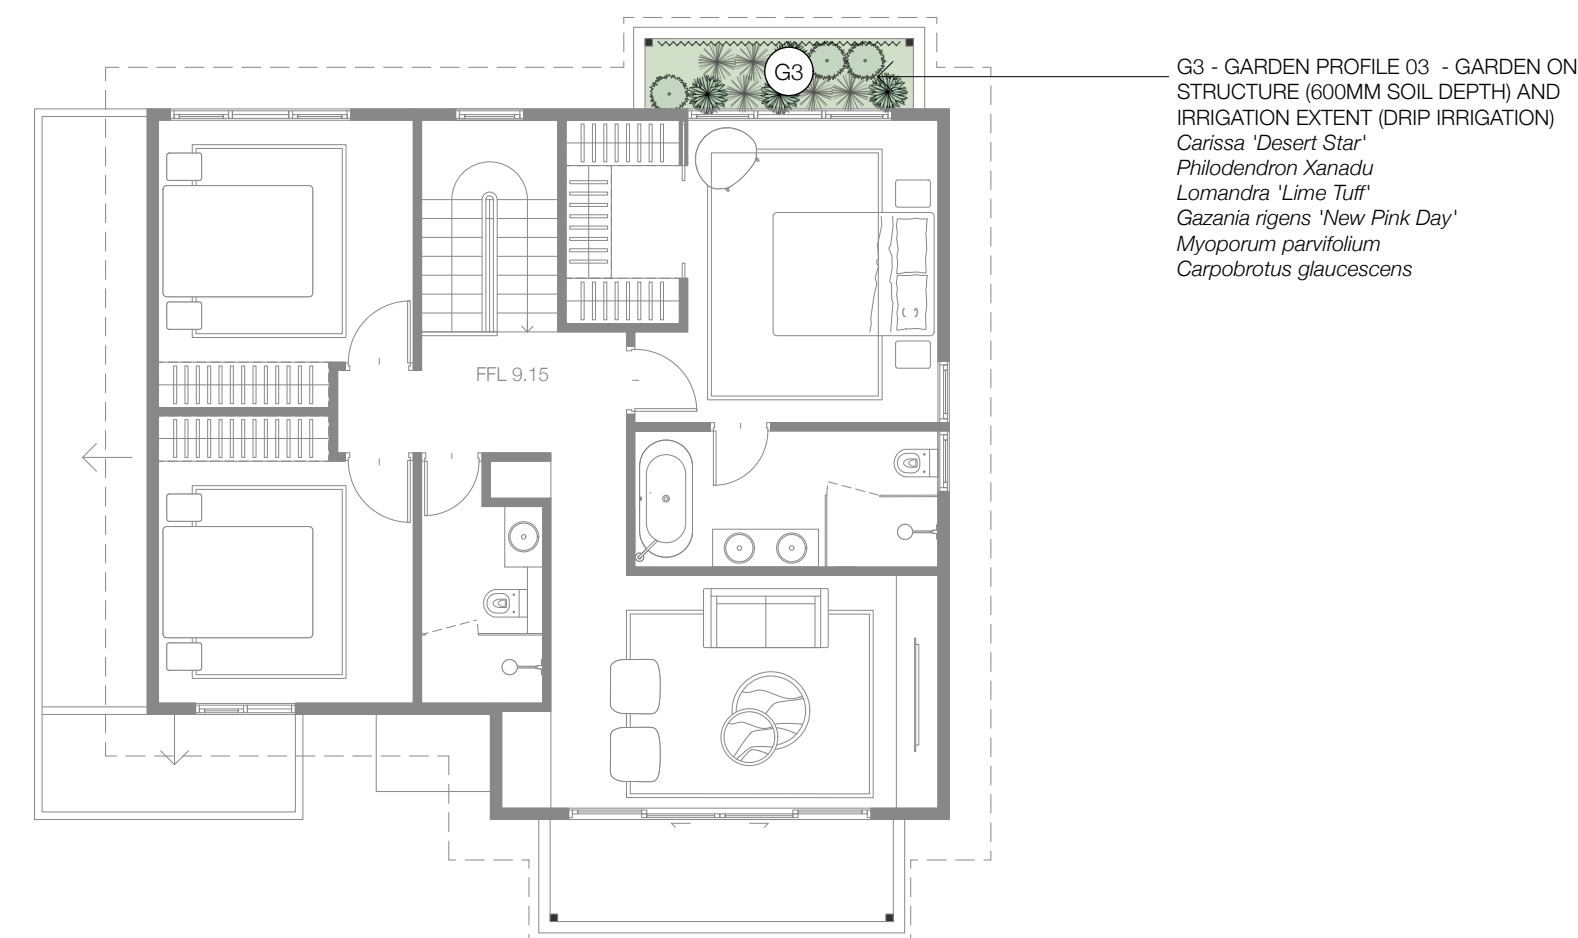 G3
G3 - GARDEN PROFILE 03 - GARDEN ON
STRUCTURE (600MM SOIL DEPTH) AND
IRRIGATION EXTENT (DRIP IRRIGATION)
Carissa 'Desert Star'
Philodendron Xanadu
Lomandra 'Lime Tuff'
Gazania rigens 'New Pink Day'
Myoporum parvifolium
Carpobrotus glaucescens
FFL 9.15